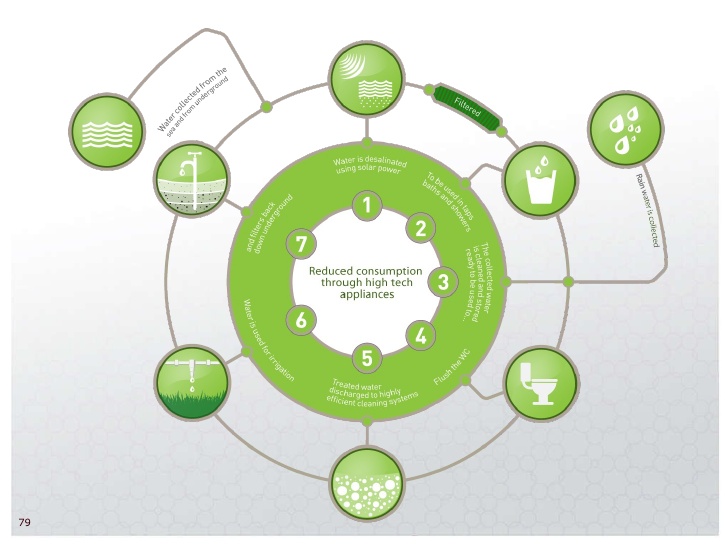 Water collected from the
sea and from underground
Filtered
Rain water is collected
Water is desalinated
using solar power
To be used in taps,
baths and showers
The collected water
is cleaned and stored
ready to be used to...
Flush the WC
Treated water
discharged to highly
efficient cleaning systems
Water is used for irrigation
and filters back
down underground
1
2
3
4
5
6
7
Reduced consumption
through high tech
appliances
79